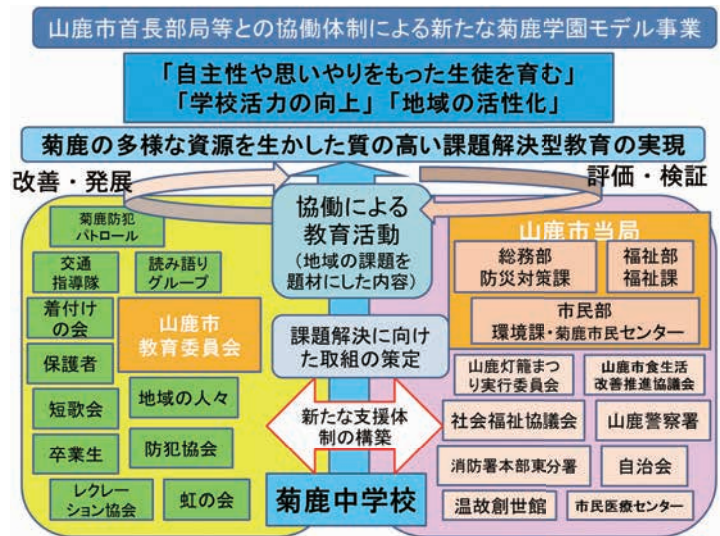 山鹿市首長部局等との協働体制による新たな菊鹿学園モデル事業
「自主性や思いやりをもった生徒を育む」
「学校活力の向上」「地域の活性化」
菊鹿の多様な資源を生かした質の高い課題解決型教育の実現
改善・発展
評価・検証
協働による
教育活動
(地域の課題を
題材にした内容)
課題解決に向け
た取組の策定
新たな支援体
制の構築
菊鹿中学校
菊鹿防犯
パトロール
交通
指導隊
読み語り
グループ
着付け
の会
山鹿市
教育委員会
保護者
短歌会
地域の人々
卒業生
防犯協会
レクレー
ション協会
虹の会
山鹿市当局
総務部
防災対策課
福祉部
福祉課
市民部
環境課・菊鹿市民センター
山鹿灯籠まつ
り実行委員会
山鹿市食生活
改善推進協議会
社会福祉協議会
山鹿警察署
消防署本部東分署
自治会
温故創世館
市民医療センター